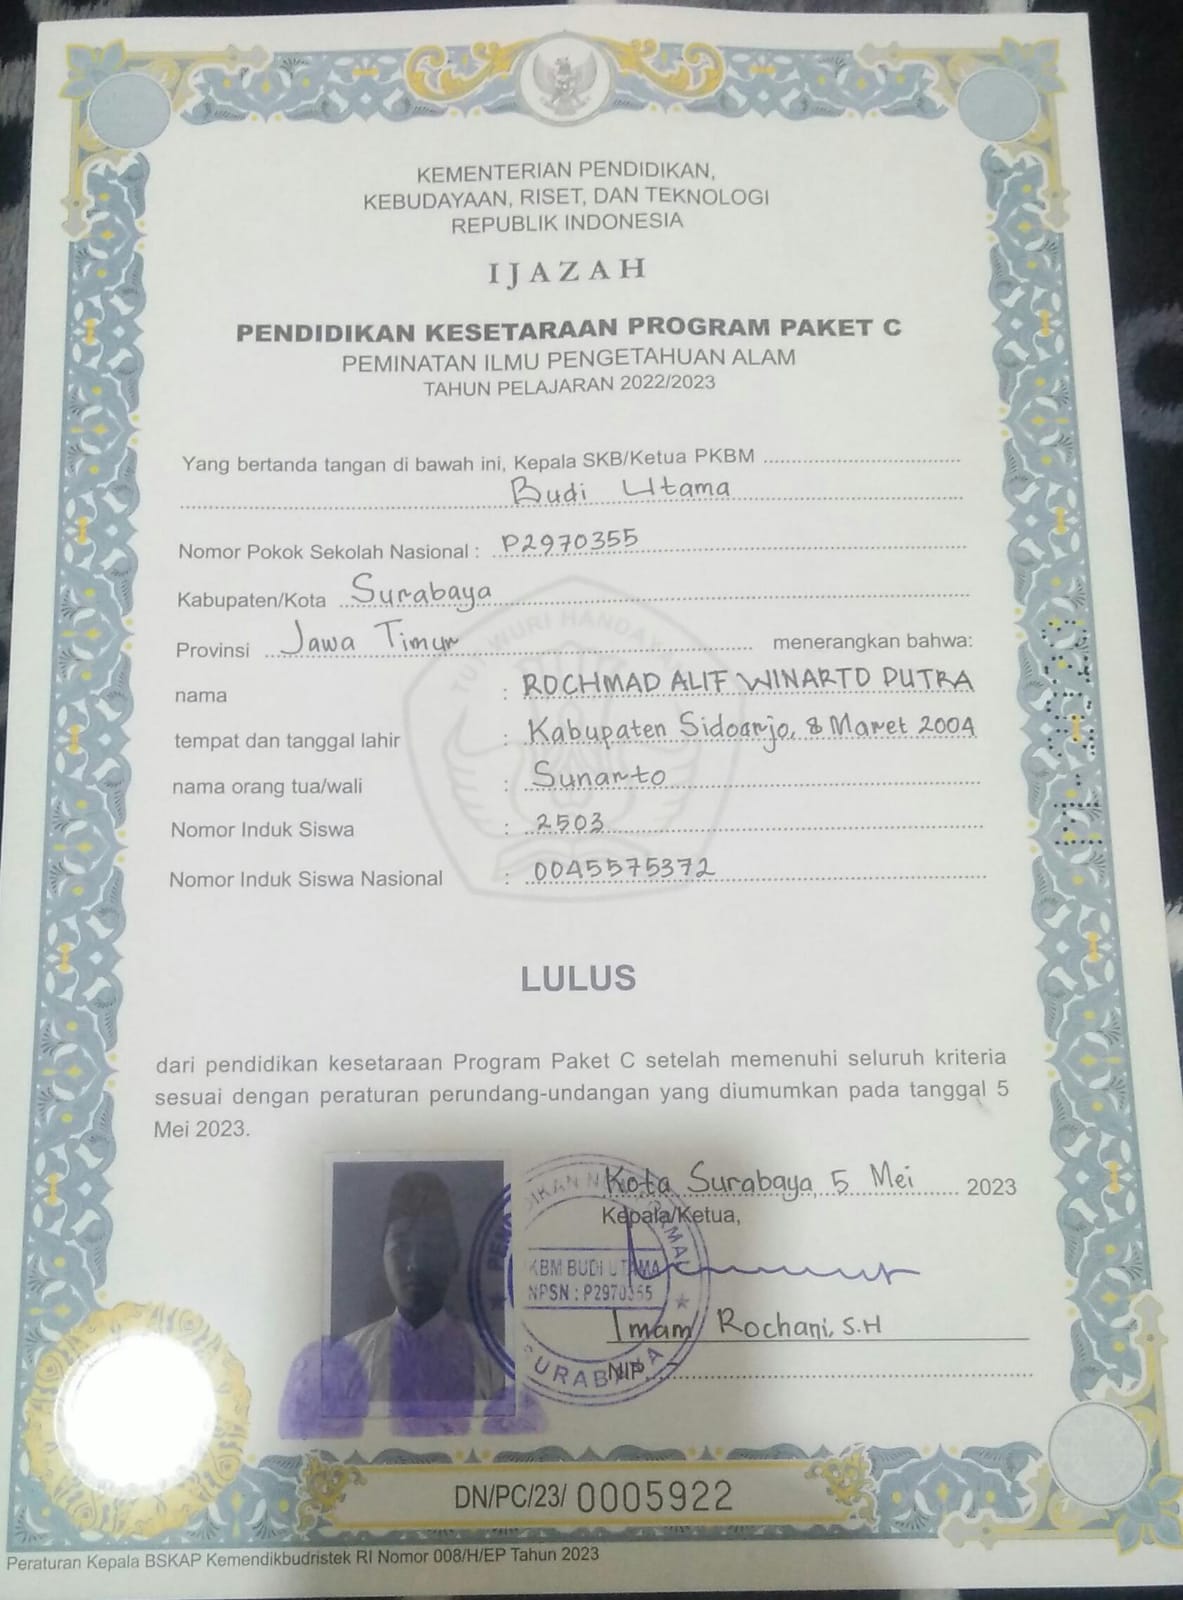 KEMENTERIAN PENDIDIKAN,
KEBUDAYAAN, RISET, DAN TEKNOLOGI
REPUBLIK INDONESIA
IJAZAH
PENDIDIKAN KESETARAAN PROGRAM PAKET C
PEMINATAN ILMU PENGETAHUAN ALAM
TAHUN PELAJARAN 2022/2023
Yang bertanda tangan di bawah ini, Kepala SKB/Ketua PKBM
Budi Utama
Nomor Pokok Sekolah Nasional : P2970355
Kabupaten/Kota Surabaya
Provinsi Jawa Timur menerangkan bahwa:
nama : ROCHMAD ALIF WINARTO PUTRA
tempat dan tanggal lahir : Kabupaten Sidoarjo, 8 Maret 2004
nama orang tua/wali : Sunarto
Nomor Induk Siswa : 2503
Nomor Induk Siswa Nasional : 0045575372
TUT WURI HANDAYA
LULUS
dari pendidikan kesetaraan Program Paket C setelah memenuhi seluruh kriteria
sesuai dengan peraturan perundang-undangan yang diumumkan pada tanggal 5
Mei 2023.
Kota Surabaya, 5 Mei 2023
Kepala/Ketua,
KBM BUDI UTAMA
NPSN : P2970355
SURABAYA
Imam Rochani, S.H
NIP.
DN/PC/23/ 0005922
Peraturan Kepala BSKAP Kemendikbudristek RI Nomor 008/H/EP Tahun 2023